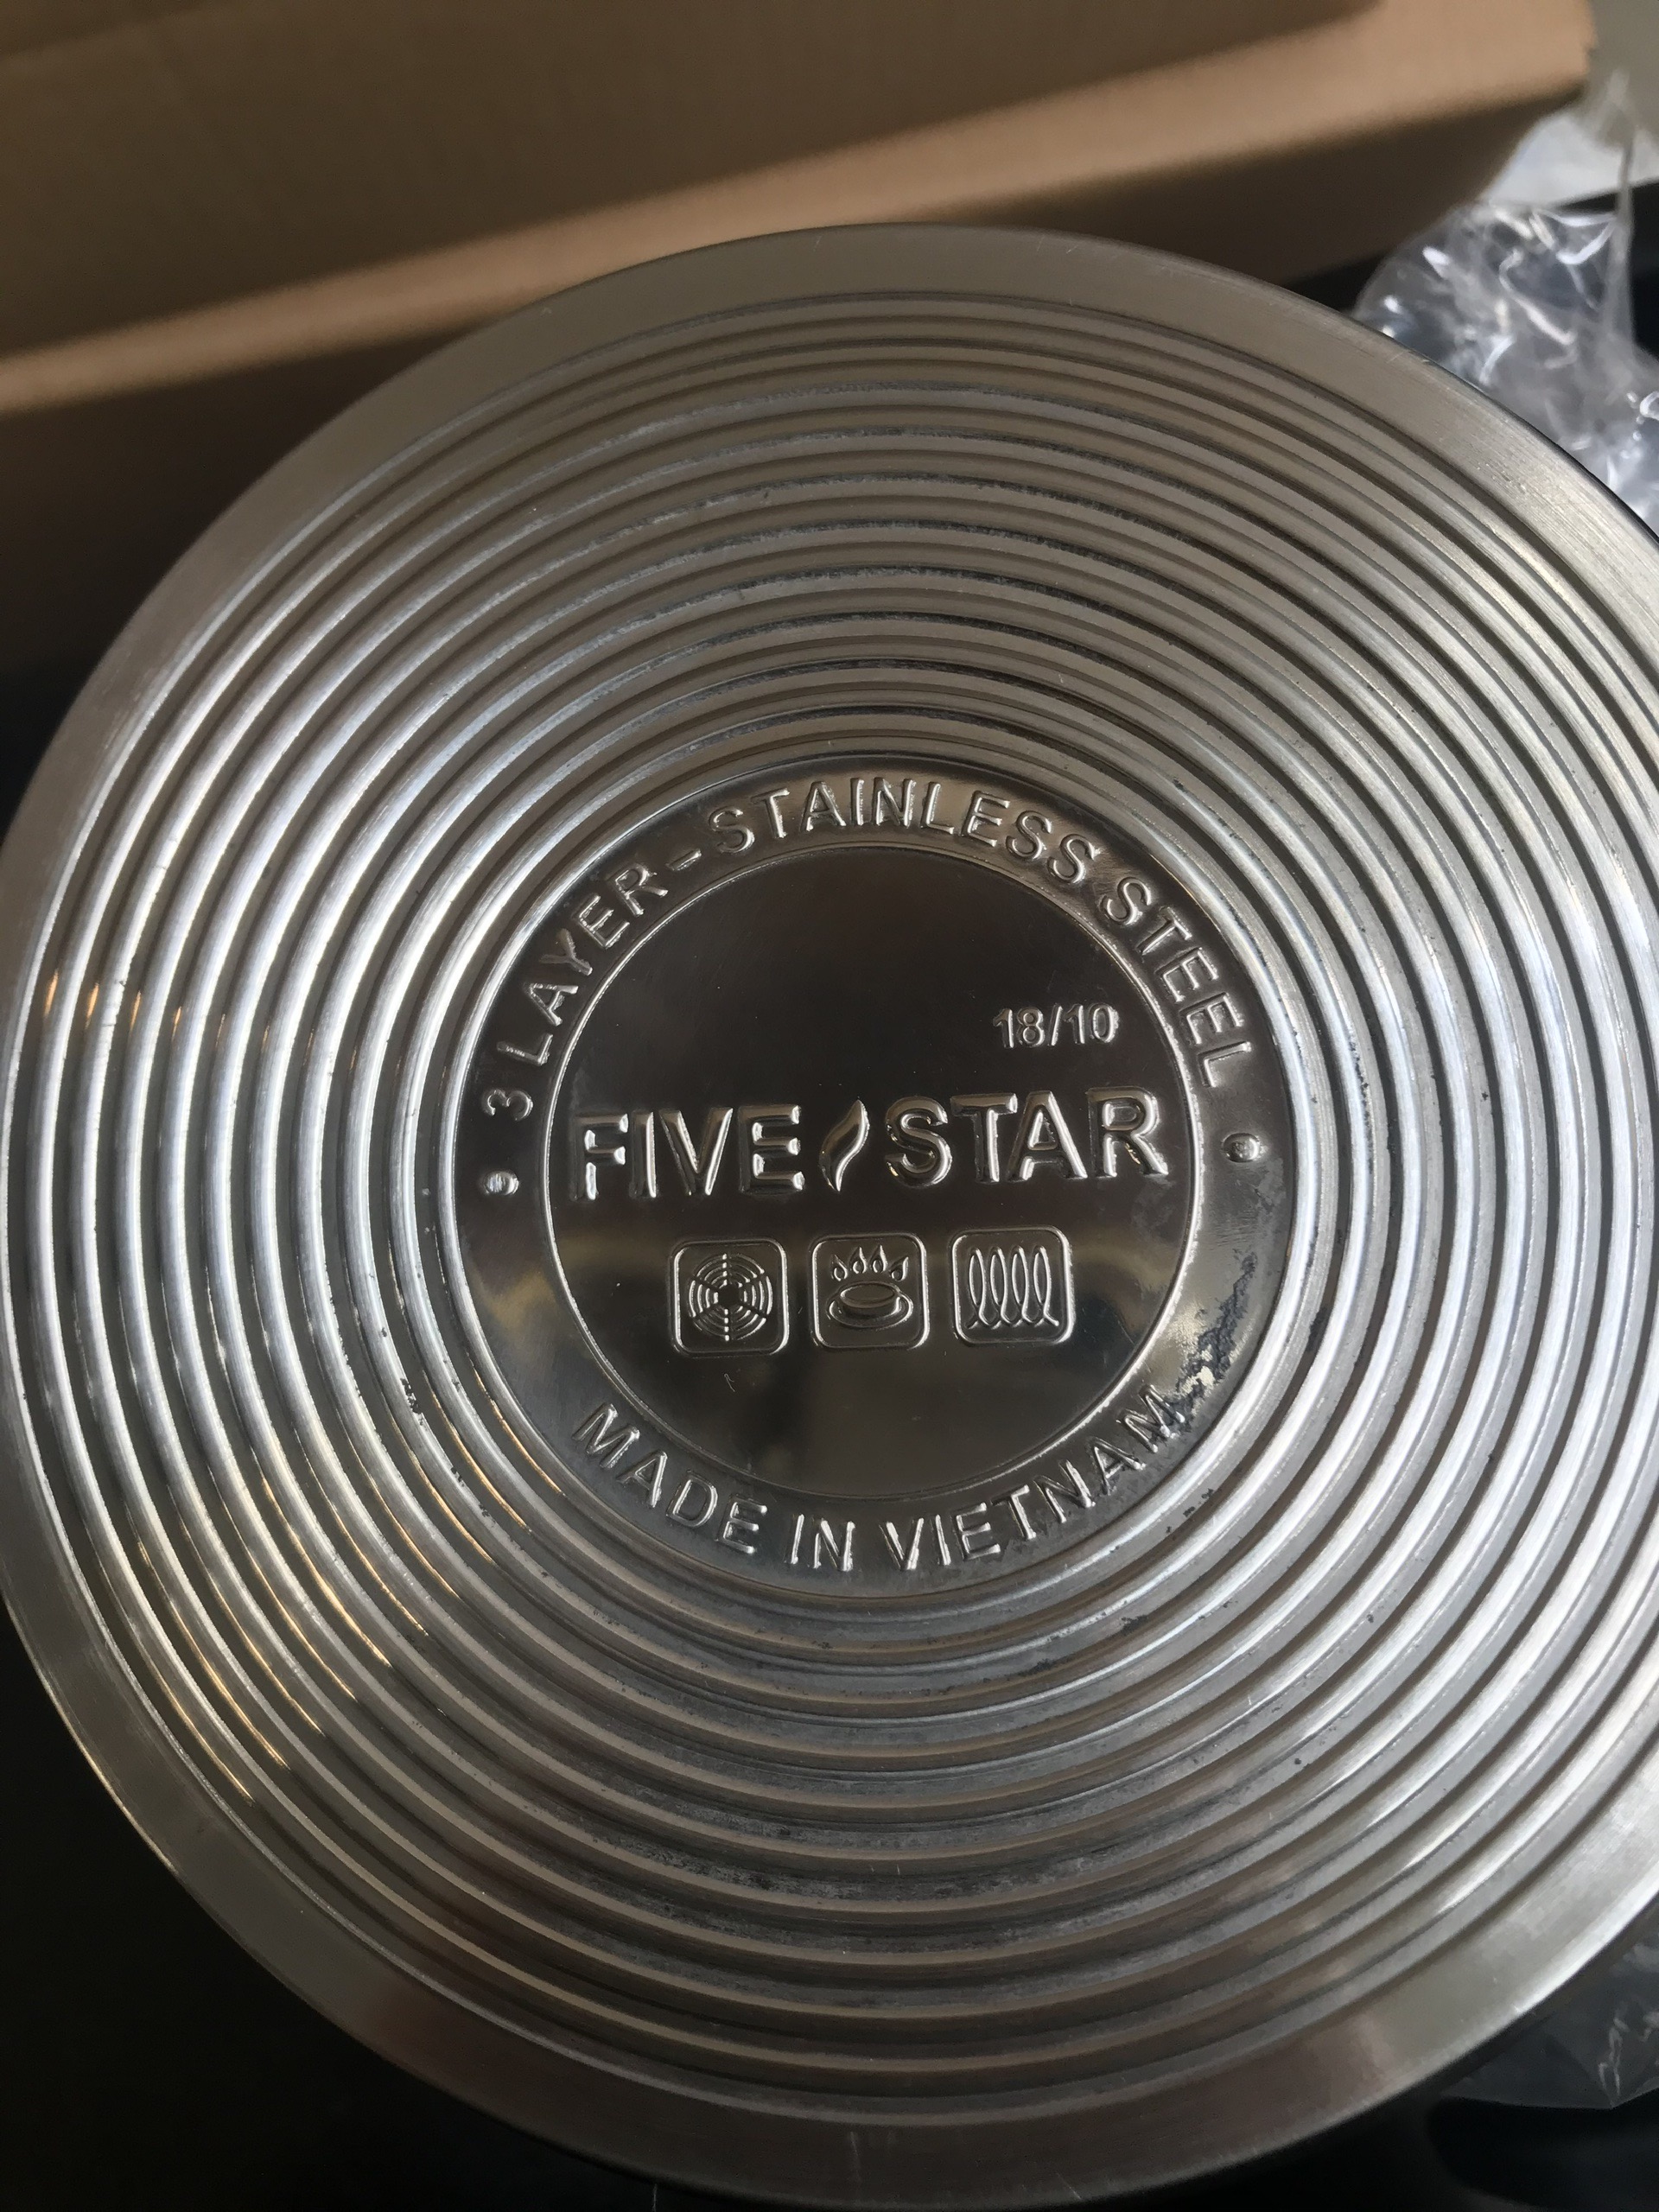 3 LAYER - STAINLESS STEEL
18/10
FIVE STAR
MADE IN VIETNAM